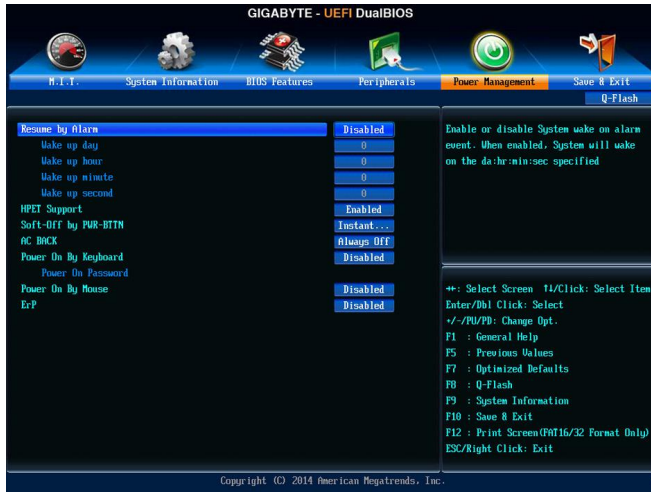 GIGABYTE - UEFI DualBIOS
M.I.T. System Information BIOS Features Peripherals Power Management Save & Exit
Q-Flash
Resume by Alarm Disabled
Wake up day 0
Wake up hour 0
Wake up minute 0
Wake up second 0
HPET Support Enabled
Soft-Off by PWR-BTTN Instant...
AC BACK Always Off
Power On By Keyboard Disabled
Power On Password
Power On By Mouse Disabled
ErP Disabled
Enable or disable System wake on alarm
event. When enabled, System will wake
on the da:hr:min:sec specified
↔: Select Screen ↑↓/Click: Select Item
Enter/Dbl Click: Select
+/-/PU/PD: Change Opt.
F1 : General Help
F5 : Previous Values
F7 : Optimized Defaults
F8 : Q-Flash
F9 : System Information
F10 : Save & Exit
F12 : Print Screen(FAT16/32 Format Only)
ESC/Right Click: Exit
Copyright (C) 2014 American Megatrends, Inc.